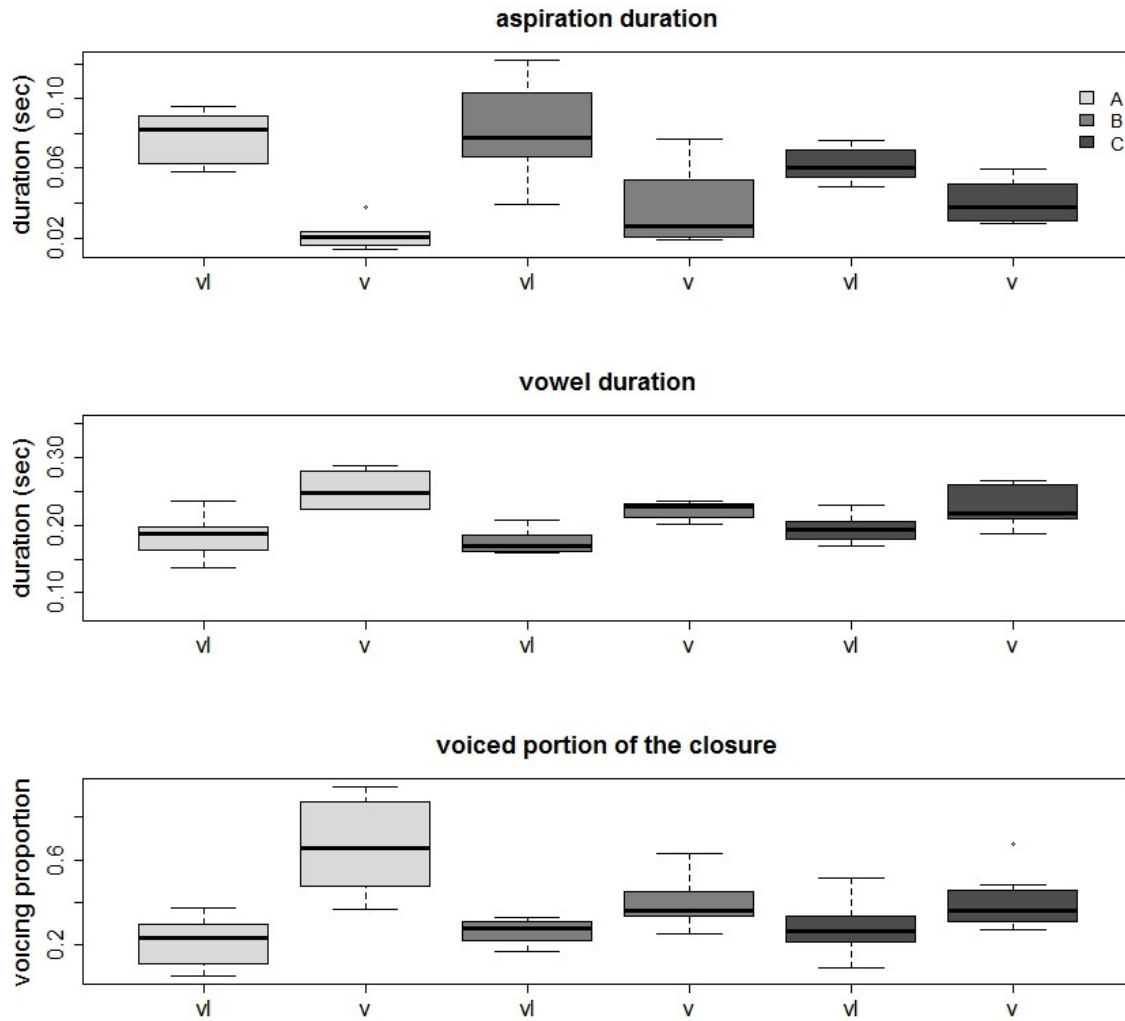 aspiration duration
duration (sec)
0.02 0.06 0.10
A
B
C
vl v vl v vl v
vowel duration
duration (sec)
0.10 0.20 0.30
vl v vl v vl v
voiced portion of the closure
voicing proportion
0.2 0.6
vl v vl v vl v